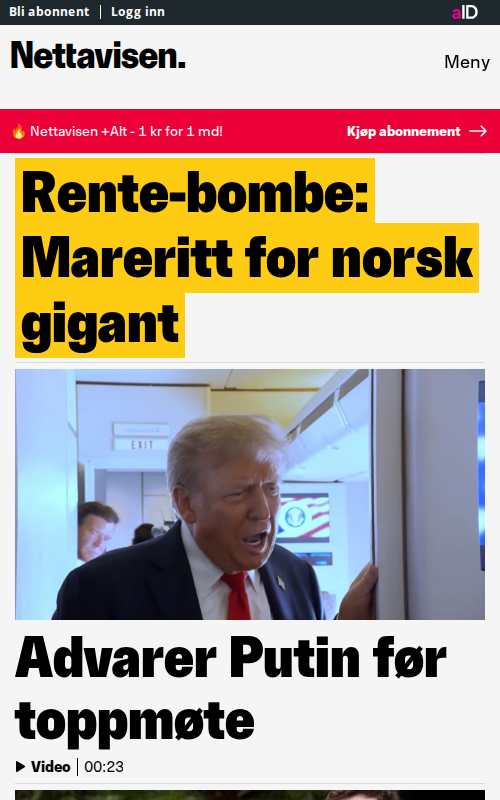 Bli abonnent | Logg inn
aID
Nettavisen.
Meny
🔥 Nettavisen +Alt - 1 kr for 1 md!
Kjøp abonnement →
Rente-bombe:
Mareritt for norsk
gigant
EXIT
Advarer Putin før
toppmøte
Video | 00:23